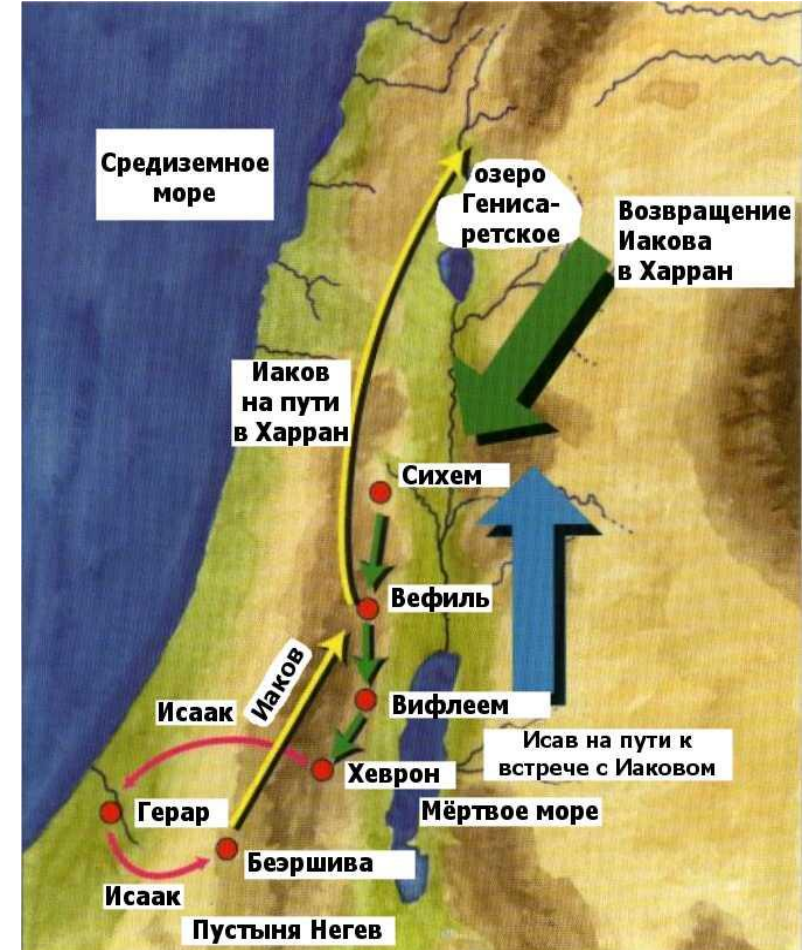 Средиземное
море
озеро
Гениса-
ретское
Возвращение
Иакова
в Харран
Иаков
на пути
в Харран
Сихем
Вефиль
Иаков
Исаак
Вифлеем
Исав на пути к
встрече с Иаковом
Хеврон
Герар
Мёртвое море
Беэршива
Исаак
Пустыня Негев